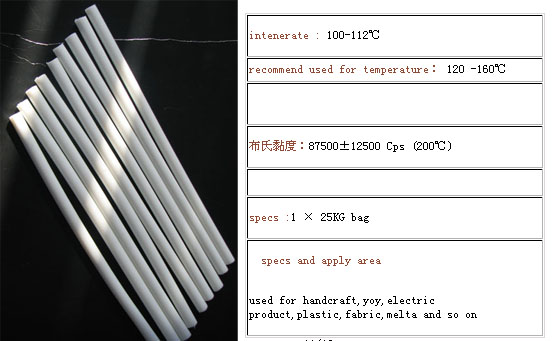 intenerate : 100-112℃
recommend used for temperature: 120 -160℃
布氏黏度:87500±12500 Cps (200℃)
specs :1 × 25KG bag
specs and apply area
used for handcraft,yoy,electric
product,plastic,fabric,melta and so on